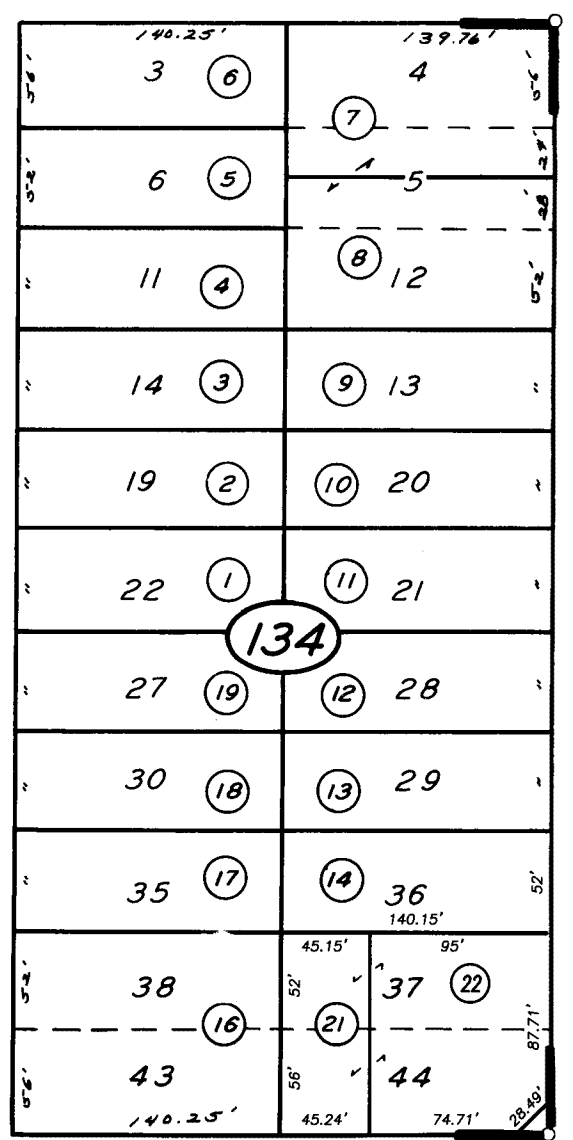 140.25' 139.76'
56' 3 6 4 56'
7
24'
52' 6 5 5
28'
" 11 4 8 12 52'
" 14 3 9 13 "
" 19 2 10 20 "
" 22 1 11 21 "
134
" 27 19 12 28 "
" 30 18 13 29 "
" 35 17 14 36 52'
140.15'
45.15' 95'
52' 38 52' 37 22
16 21 87.71'
56' 43 56' 44
140.25' 45.24' 74.71' 28.49'